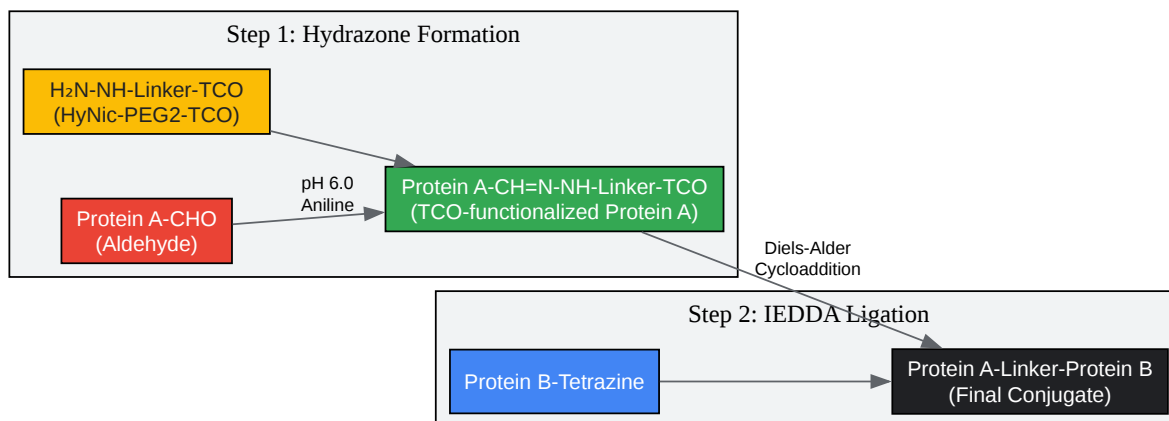 Step 1: Hydrazone Formation
H₂N-NH-Linker-TCO
(HyNic-PEG2-TCO)
pH 6.0
Aniline
Protein A-CHO
(Aldehyde)
Protein A-CH=N-NH-Linker-TCO
(TCO-functionalized Protein A)
Diels-Alder
Cycloaddition
Step 2: IEDDA Ligation
Protein B-Tetrazine
Protein A-Linker-Protein B
(Final Conjugate)